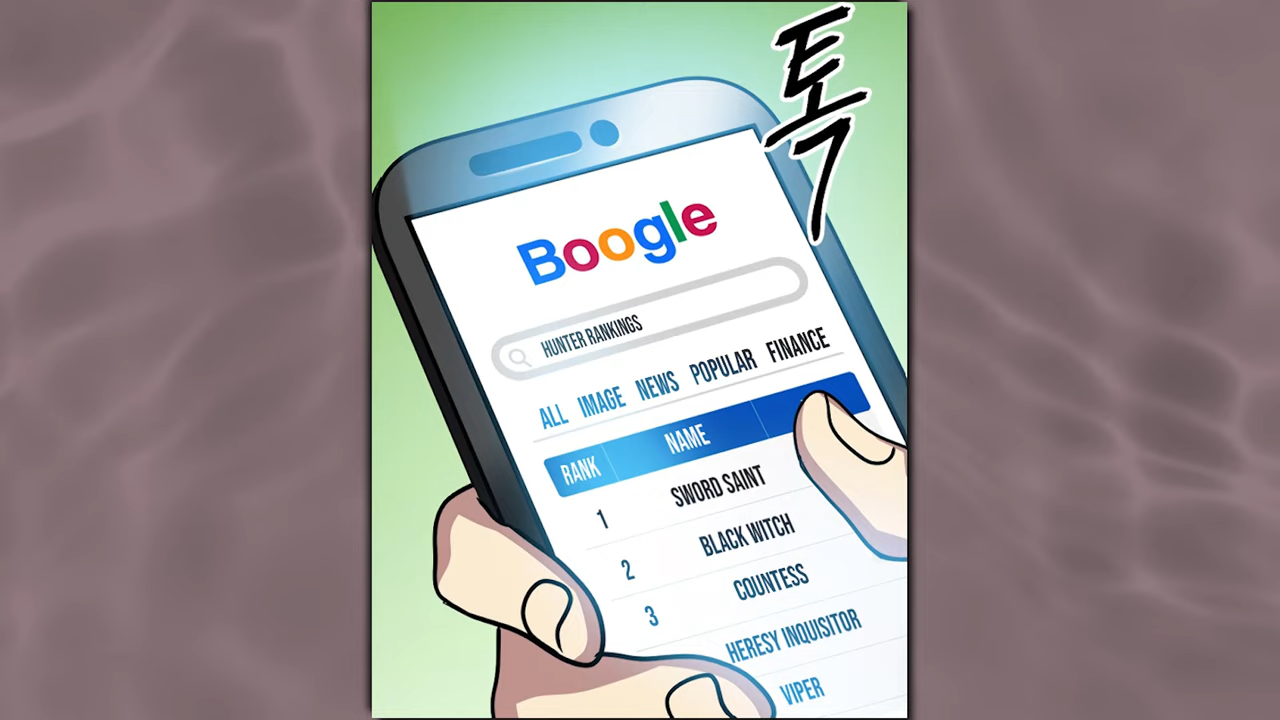 톡
Boogle
HUNTER RANKINGS
ALL IMAGE NEWS POPULAR FINANCE
RANK NAME
1 SWORD SAINT
2 BLACK WITCH
3 COUNTESS
HERESY INQUISITOR
VIPER